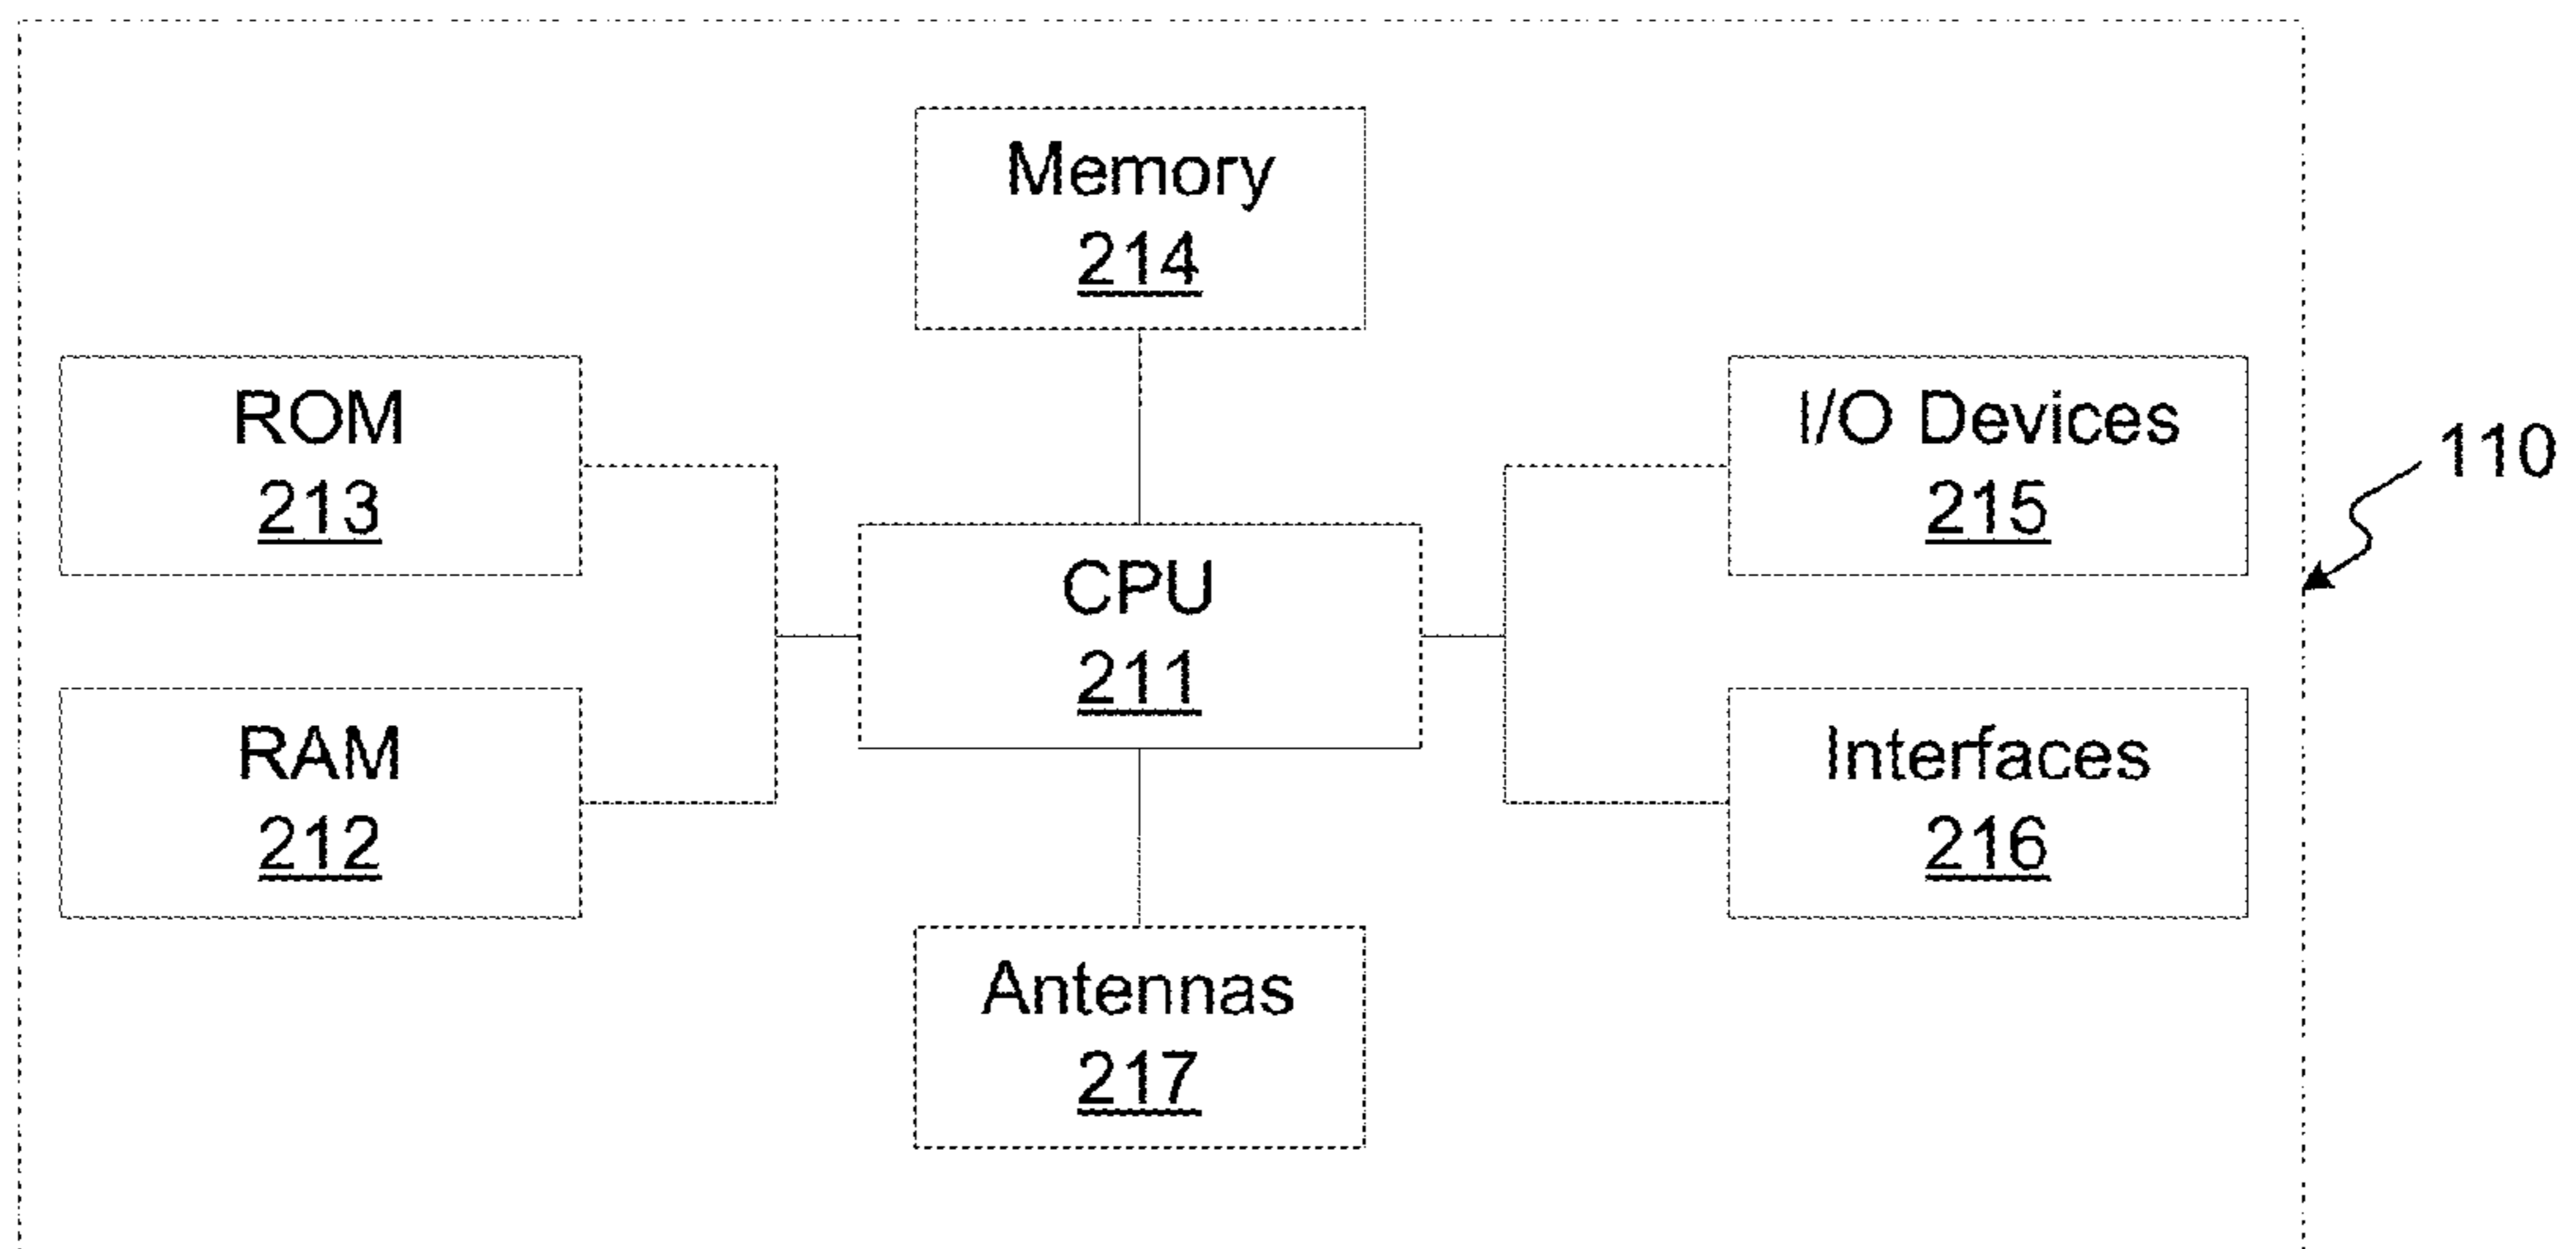 Memory
214
ROM
213
I/O Devices
215
110
CPU
211
RAM
212
Interfaces
216
Antennas
217